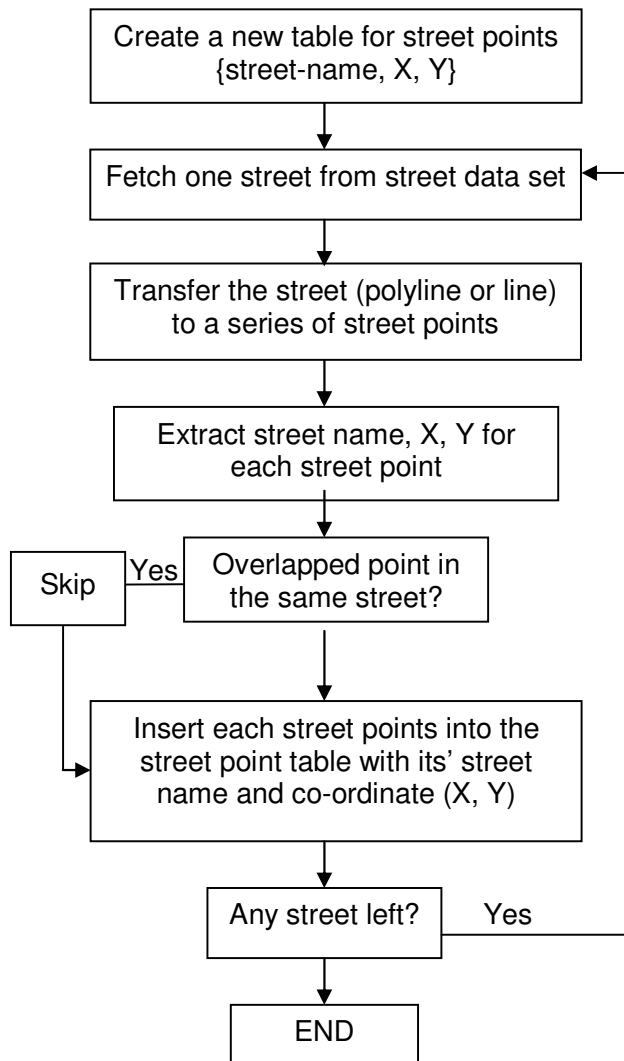 Create a new table for street points
{street-name, X, Y}
Fetch one street from street data set
Transfer the street (polyline or line)
to a series of street points
Extract street name, X, Y for
each street point
Overlapped point in
the same street?
Yes
Skip
Insert each street points into the
street point table with its' street
name and co-ordinate (X, Y)
Any street left?
Yes
END